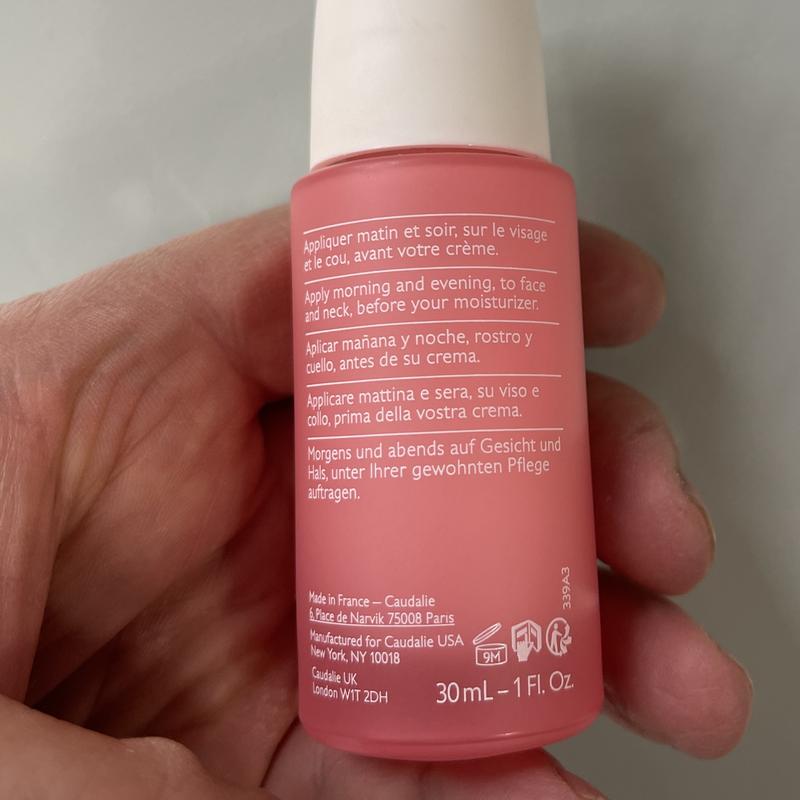 Appliquer matin et soir, sur le visage
et le cou, avant votre crème.
Apply morning and evening, to face
and neck, before your moisturizer.
Aplicar mañana y noche, rostro y
cuello, antes de su crema.
Applicare mattina e sera, su viso e
collo, prima della vostra crema.
Morgens und abends auf Gesicht und
Hals, unter Ihrer gewohnten Pflege
auftragen.
339A3
Made in France – Caudalie
6, Place de Narvik 75008 Paris
Manufactured for Caudalie USA
New York, NY 10018
9M
Caudalie UK
London W1T 2DH
30 mL – 1 Fl. Oz.